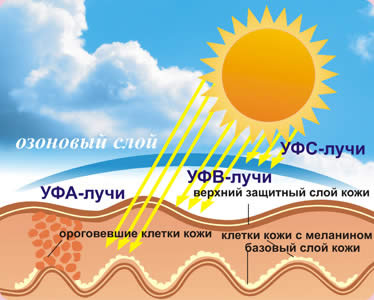 озоновый слой
УФС-лучи
УФВ-лучи
УФА-лучи
верхний защитный слой кожи
ороговевшие клетки кожи
клетки кожи с меланином
базовый слой кожи